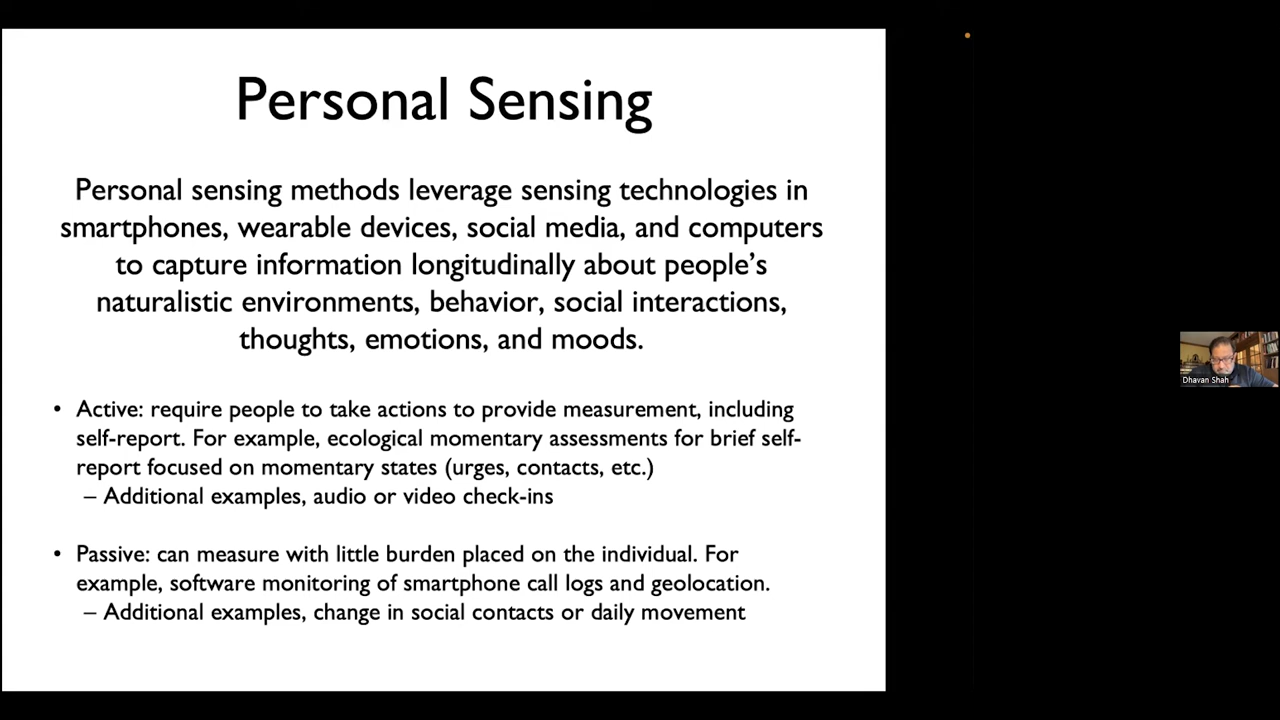 Personal Sensing
Personal sensing methods leverage sensing technologies in
smartphones, wearable devices, social media, and computers
to capture information longitudinally about people’s
naturalistic environments, behavior, social interactions,
thoughts, emotions, and moods.
• Active: require people to take actions to provide measurement, including
self-report. For example, ecological momentary assessments for brief self-
report focused on momentary states (urges, contacts, etc.)
– Additional examples, audio or video check-ins
• Passive: can measure with little burden placed on the individual. For
example, software monitoring of smartphone call logs and geolocation.
– Additional examples, change in social contacts or daily movement
Dhavan Shah